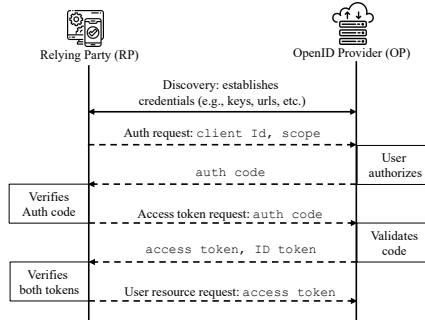 Relying Party (RP)
OpenID Provider (OP)
Discovery: establishes
credentials (e.g., keys, urls, etc.)
Auth request: client Id, scope
User
authorizes
auth code
Verifies
Auth code
Access token request: auth code
Validates
code
access token, ID token
Verifies
both tokens
User resource request: access token